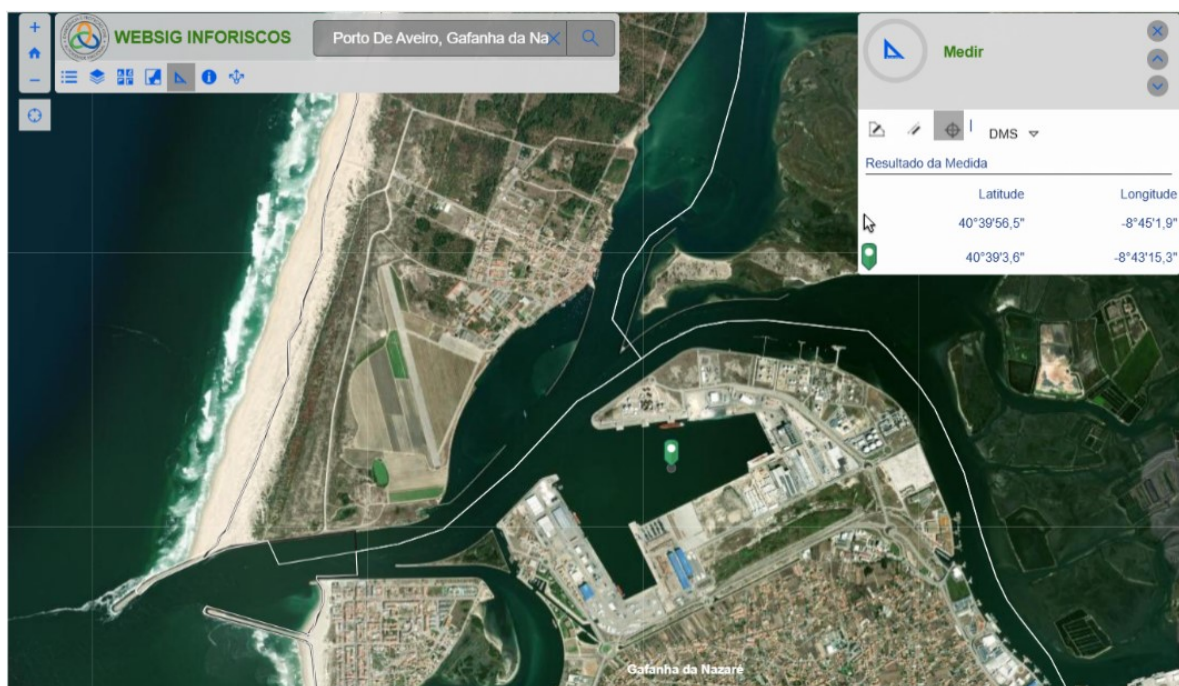 WEBSIG INFORISCOS
Porto De Aveiro, Gafanha da Na
Medir
DMS
Resultado da Medida
Latitude Longitude
40°39'56,5" -8°45'1,9"
40°39'3,6" -8°43'15,3"
Gafanha da Nazaré